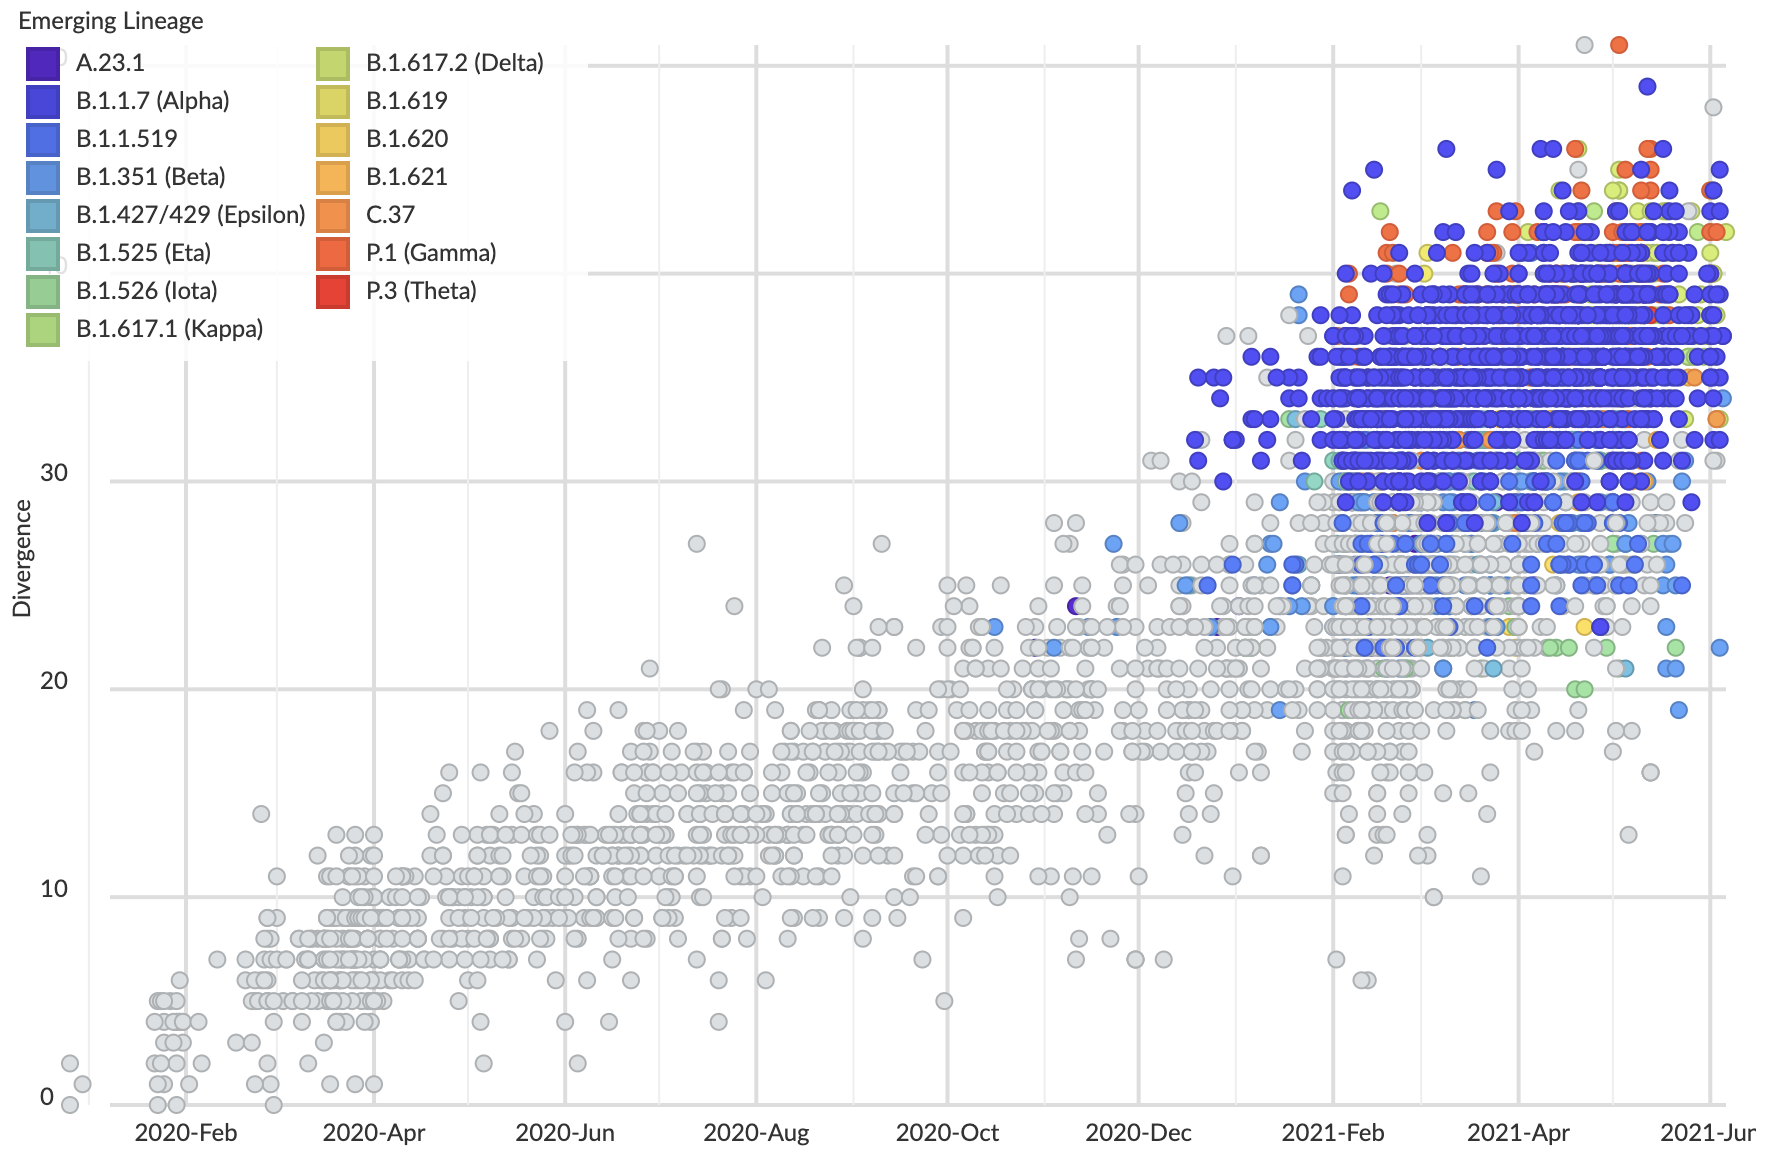 Emerging Lineage
A.23.1
B.1.1.7 (Alpha)
B.1.1.519
B.1.351 (Beta)
B.1.427/429 (Epsilon)
B.1.525 (Eta)
B.1.526 (Iota)
B.1.617.1 (Kappa)
B.1.617.2 (Delta)
B.1.619
B.1.620
B.1.621
C.37
P.1 (Gamma)
P.3 (Theta)
Divergence
30
20
10
0
2020-Feb 2020-Apr 2020-Jun 2020-Aug 2020-Oct 2020-Dec 2021-Feb 2021-Apr 2021-Jun